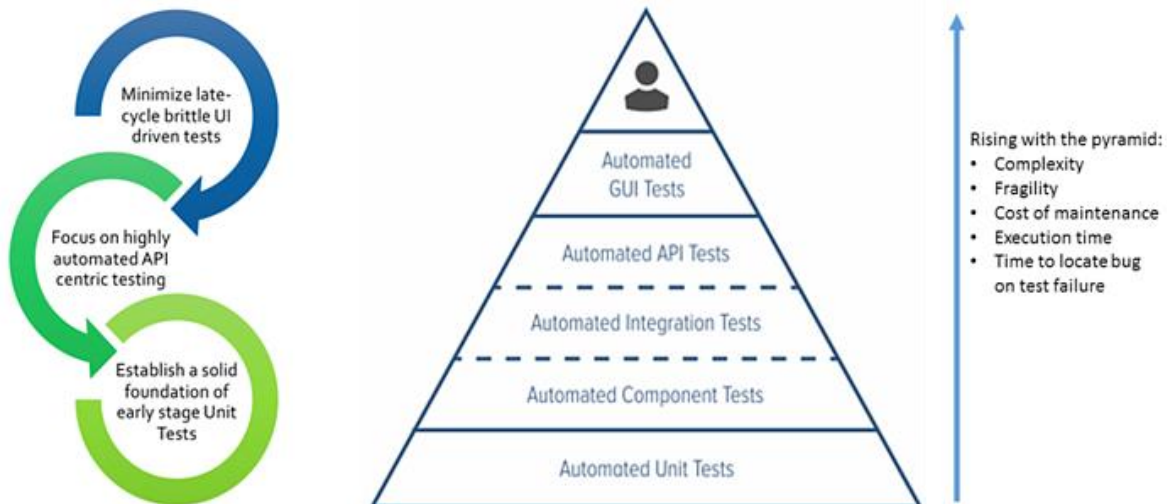 Minimize late-
cycle brittle UI
driven tests
Focus on highly
automated API
centric testing
Establish a solid
foundation of
early stage Unit
Tests
Automated
GUI Tests
Automated API Tests
Automated Integration Tests
Automated Component Tests
Automated Unit Tests
Rising with the pyramid:
• Complexity
• Fragility
• Cost of maintenance
• Execution time
• Time to locate bug
on test failure